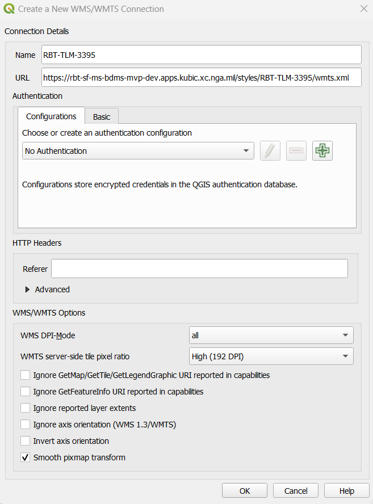 Create a New WMS/WMTS Connection
Connection Details
Name RBT-TLM-3395
URL https://rbt-sf-ms-bdms-mvp-dev.apps.kubic.xc.nga.ml/styles/RBT-TLM-3395/wmts.xml
Authentication
Configurations Basic
Choose or create an authentication configuration
No Authentication
Configurations store encrypted credentials in the QGIS authentication database.
HTTP Headers
Referer
Advanced
WMS/WMTS Options
WMS DPI-Mode all
WMTS server-side tile pixel ratio High (192 DPI)
Ignore GetMap/GetTile/GetLegendGraphic URI reported in capabilities
Ignore GetFeatureInfo URI reported in capabilities
Ignore reported layer extents
Ignore axis orientation (WMS 1.3/WMTS)
Invert axis orientation
Smooth pixmap transform
OK Cancel Help